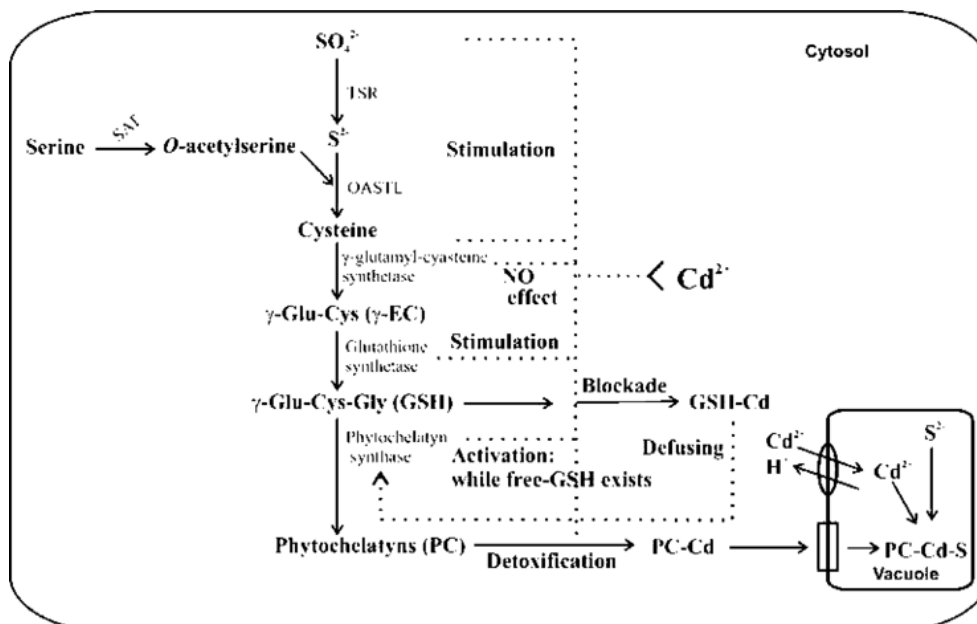 Cytosol
SO₄²⁻
TSR
S²⁻
Serine
SAT
O-acetylserine
OASTL
Stimulation
Cysteine
γ-glutamyl-cyasteine
synthetase
NO
effect
Cd²⁺
γ-Glu-Cys (γ-EC)
Glutathione
synthetase
Stimulation
γ-Glu-Cys-Gly (GSH)
Blockade
GSH-Cd
Phytochelatyn
synthase
Activation:
while free-GSH exists
Defusing
Cd²⁺
H⁺
Cd²⁺
S²⁻
Phytochelatyns (PC)
Detoxification
PC-Cd
PC-Cd-S
Vacuole